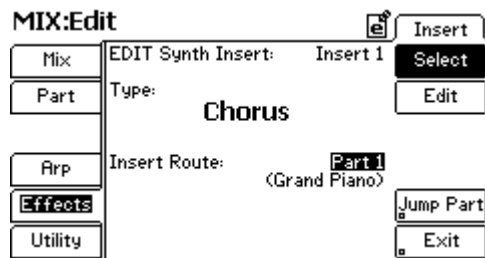 MIX:Edit e Insert
Mix EDIT Synth Insert: Insert 1 Select
Part Type: Edit
Chorus
Arp Insert Route: Part 1
(Grand Piano)
Effects Jump Part
Utility Exit